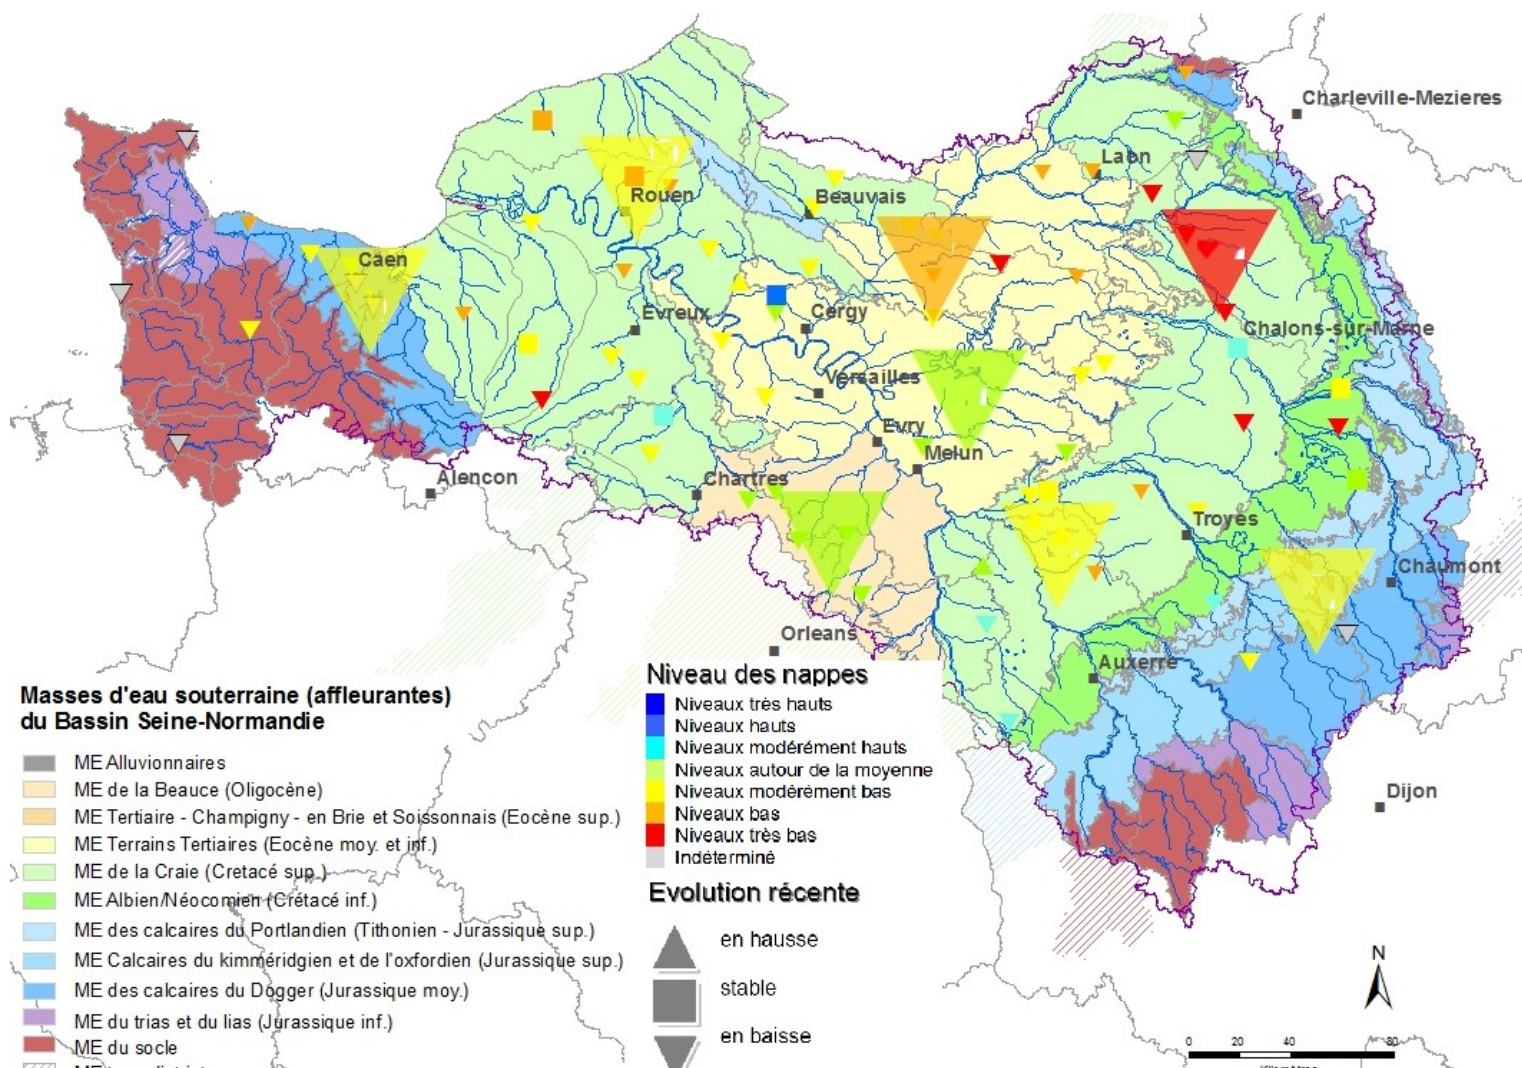 Charleville-Mezieres
Laon
Beauvais
Rouen
Caen
Evreux
Cergy
Chalons-sur-Marne
Versailles
Evry
Melun
Alençon
Chartres
Troyes
Chaumont
Orleans
Auxerre
Dijon
Masses d'eau souterraine (affleurantes)
du Bassin Seine-Normandie
ME Alluvionnaires
ME de la Beauce (Oligocène)
ME Tertiaire - Champigny - en Brie et Soissonnais (Eocène sup.)
ME Terrains Tertiaires (Eocène moy. et inf.)
ME de la Craie (Cretacé sup.)
ME Albien/Néocomien (Crétacé inf.)
ME des calcaires du Portlandien (Tithonien - Jurassique sup.)
ME Calcaires du kimméridgien et de l'oxfordien (Jurassique sup.)
ME des calcaires du Dogger (Jurassique moy.)
ME du trias et du lias (Jurassique inf.)
ME du socle
Niveau des nappes
Niveaux très hauts
Niveaux hauts
Niveaux modérément hauts
Niveaux autour de la moyenne
Niveaux modérément bas
Niveaux bas
Niveaux très bas
Indéterminé
Evolution récente
en hausse
stable
en baisse
N
0 20 40 80